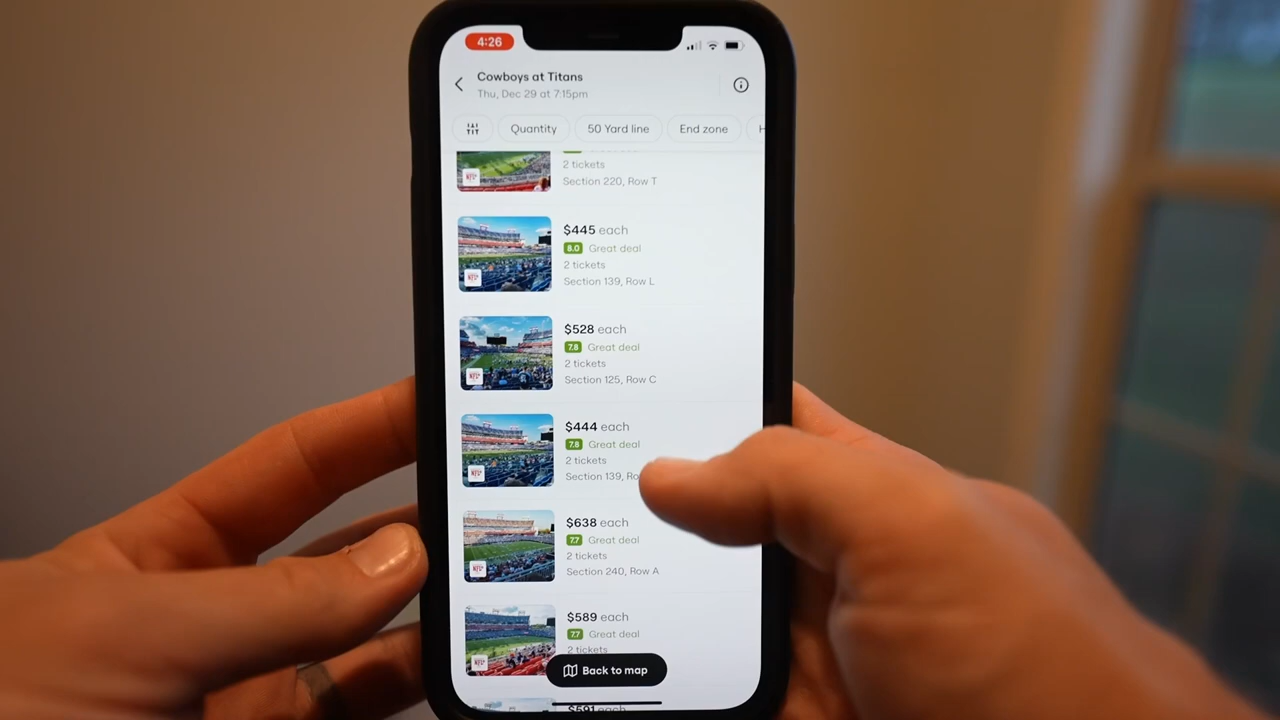 4:26
Cowboys at Titans
Thu, Dec 29 at 7:15pm
Quantity
50 Yard line
End zone
H
2 tickets
Section 220, Row T
$445 each
8.0 Great deal
2 tickets
Section 139, Row L
$528 each
7.8 Great deal
2 tickets
Section 125, Row C
$444 each
7.8 Great deal
2 tickets
Section 139, Ro
$638 each
7.7 Great deal
2 tickets
Section 240, Row A
$589 each
7.7 Great deal
2 tickets
Back to map
$591 each